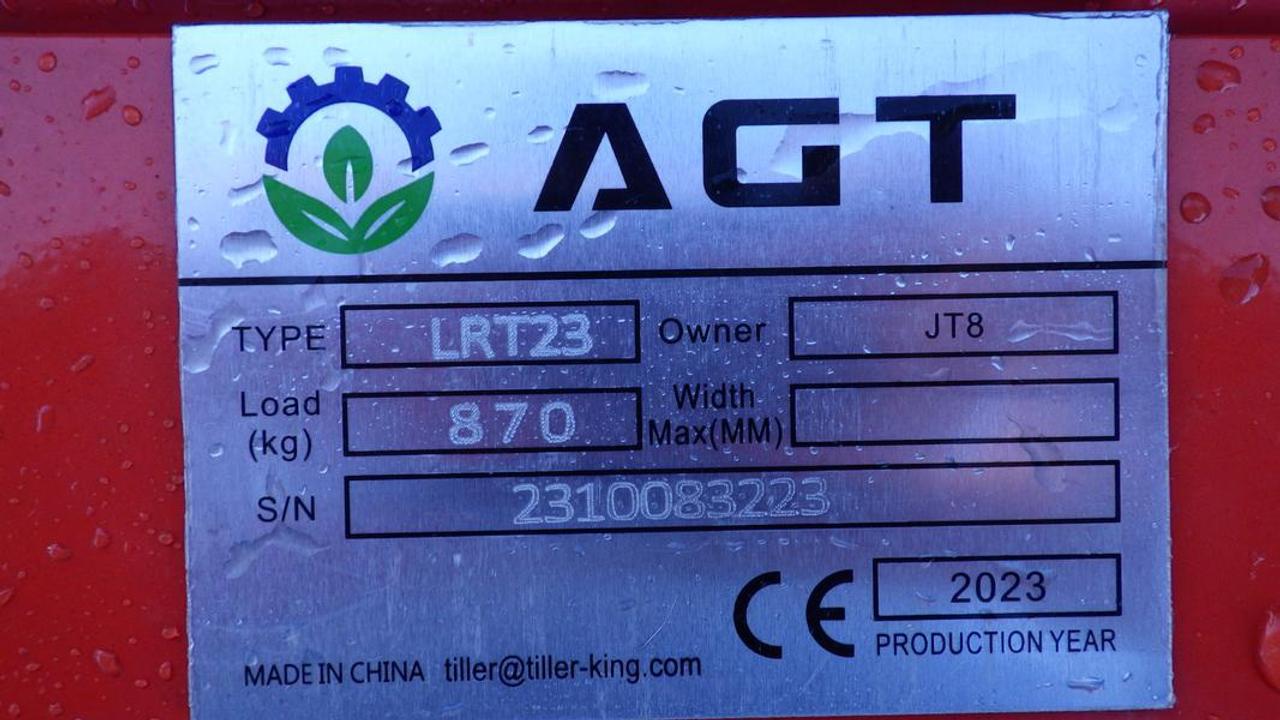 AGT
TYPE LRT23 Owner JT8
Load (kg) 870 Width Max(MM)
S/N 2310083223
CE 2023
PRODUCTION YEAR
MADE IN CHINA tiller@tiller-king.com